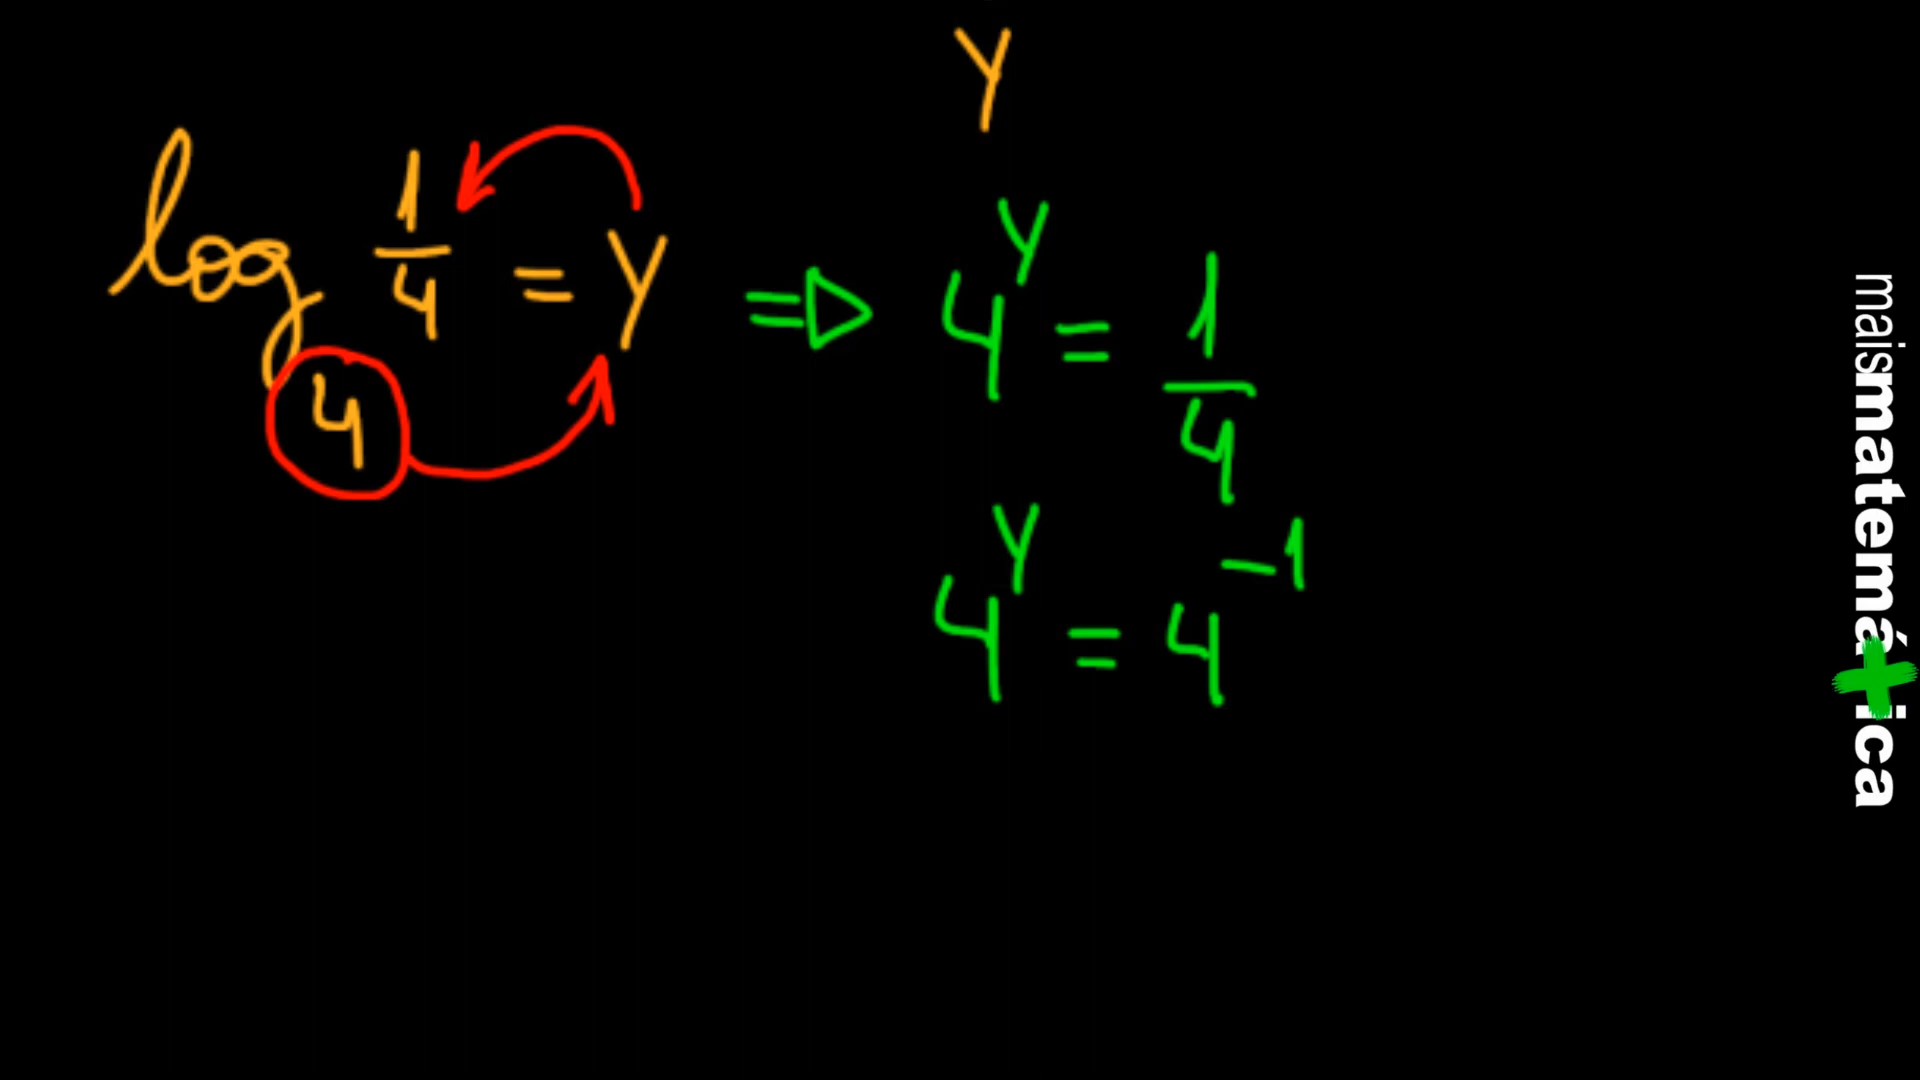 Y
log₄ 1/4 = Y ⇒ 4^Y = 1/4
4^Y = 4^-1
maismatemática